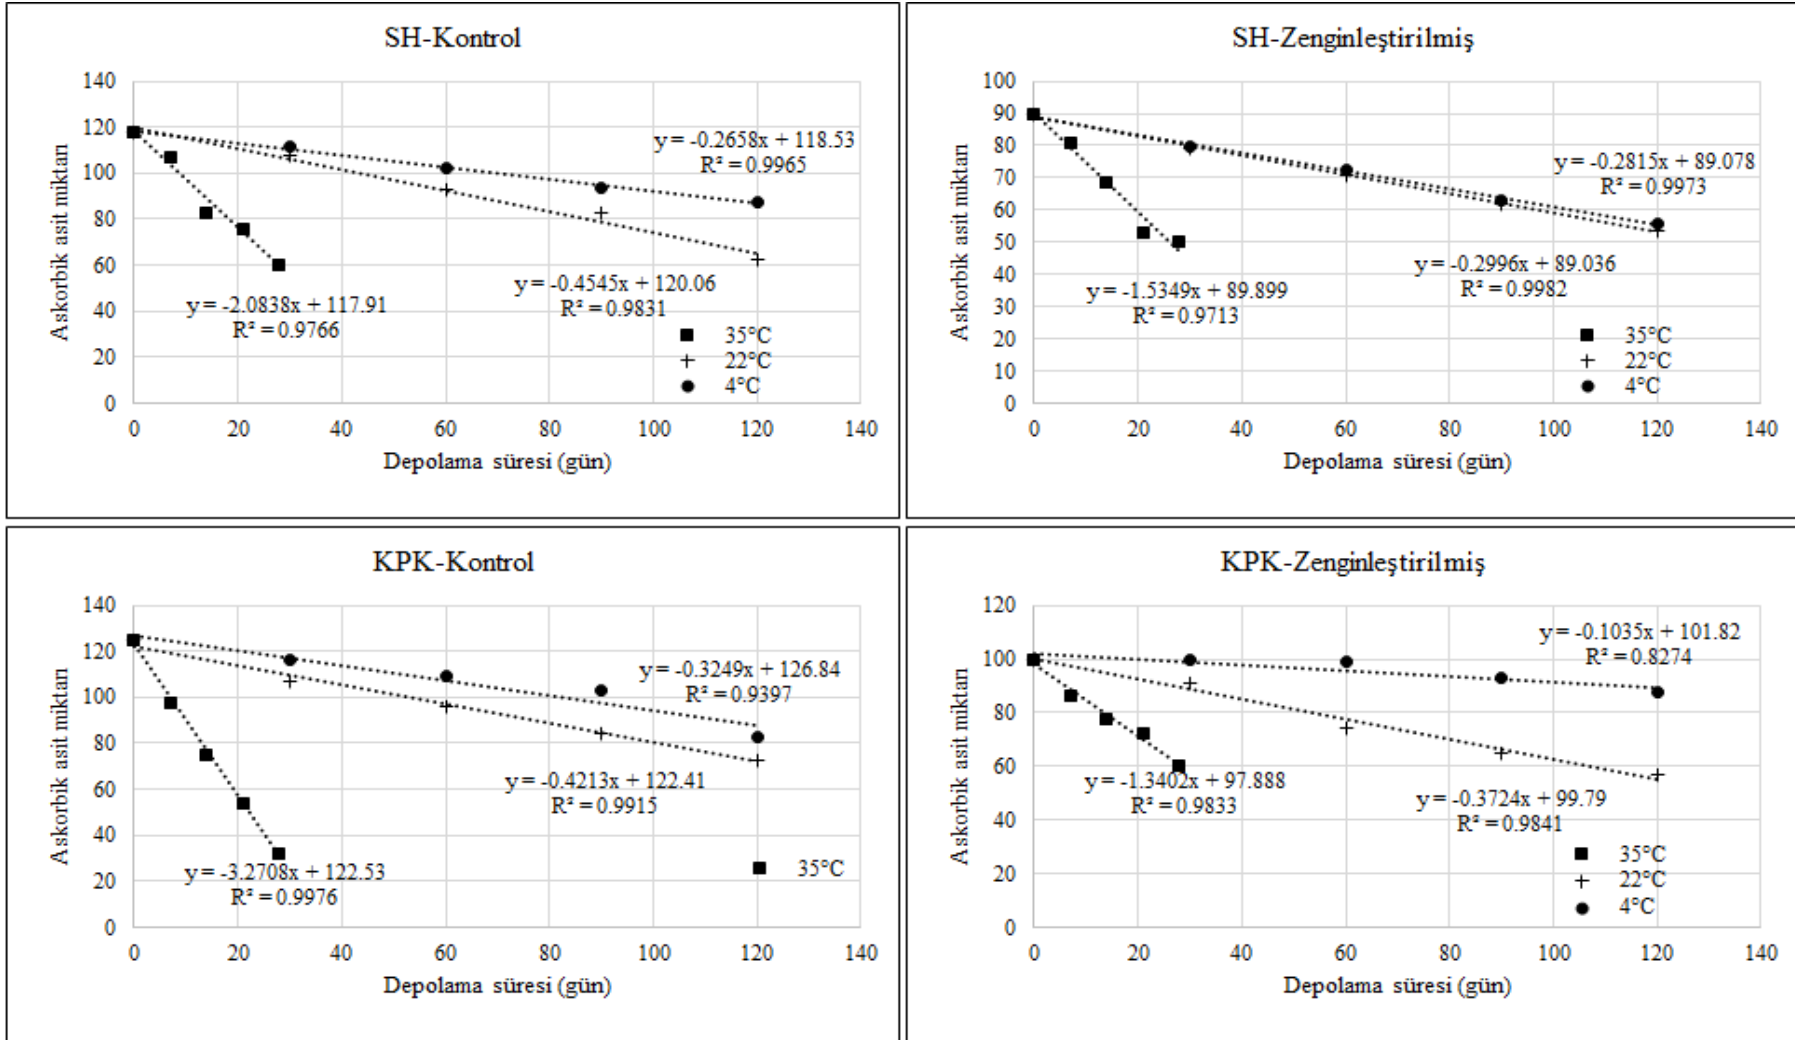 SH-Kontrol
Askorbik asit miktarı
140
120
100
80
60
40
20
0
y = -0.2658x + 118.53
R² = 0.9965
y = -0.4545x + 120.06
R² = 0.9831
y = -2.0838x + 117.91
R² = 0.9766
35°C
22°C
4°C
0 20 40 60 80 100 120 140
Depolama süresi (gün)
SH-Zenginleştirilmiş
Askorbik asit miktarı
100
90
80
70
60
50
40
30
20
10
0
y = -0.2815x + 89.078
R² = 0.9973
y = -0.2996x + 89.036
R² = 0.9982
y = -1.5349x + 89.899
R² = 0.9713
35°C
22°C
4°C
0 20 40 60 80 100 120 140
Depolama süresi (gün)
KPK-Kontrol
Askorbik asit miktarı
140
120
100
80
60
40
20
0
y = -0.3249x + 126.84
R² = 0.9397
y = -0.4213x + 122.41
R² = 0.9915
y = -3.2708x + 122.53
R² = 0.9976
35°C
0 20 40 60 80 100 120 140
Depolama süresi (gün)
KPK-Zenginleştirilmiş
Askorbik asit miktarı
120
100
80
60
40
20
0
y = -0.1035x + 101.82
R² = 0.8274
y = -1.3402x + 97.888
R² = 0.9833
y = -0.3724x + 99.79
R² = 0.9841
35°C
22°C
4°C
0 20 40 60 80 100 120 140
Depolama süresi (gün)